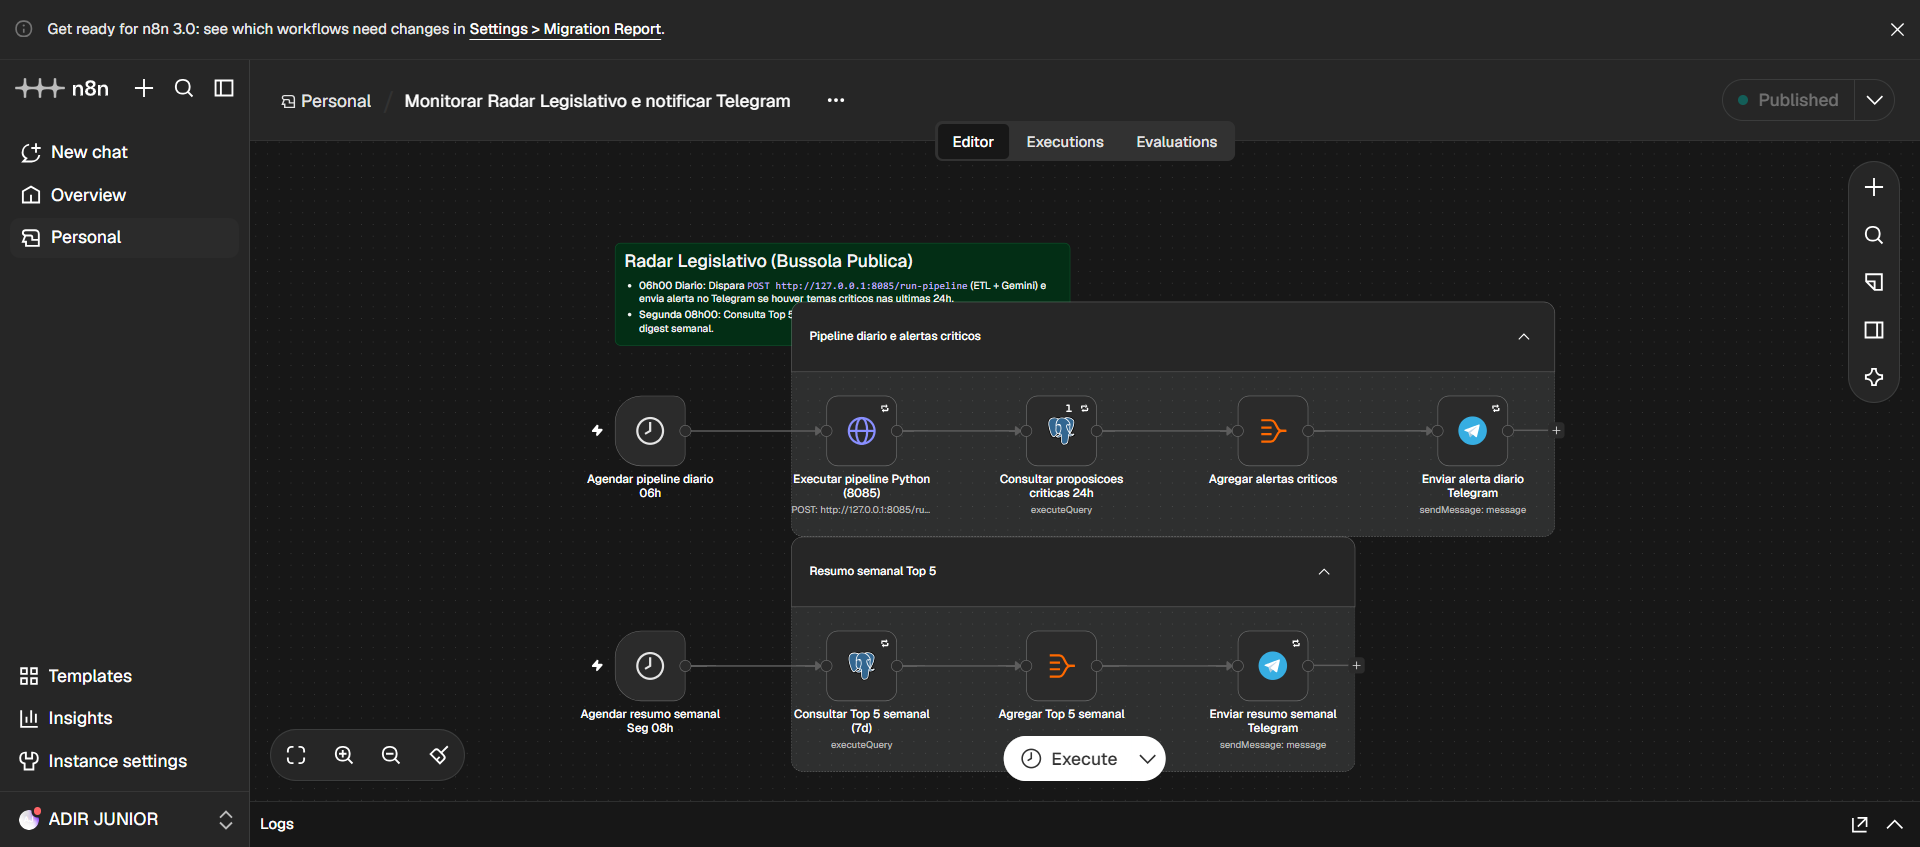 Get ready for n8n 3.0: see which workflows need changes in Settings > Migration Report.
n8n
Personal / Monitorar Radar Legislativo e notificar Telegram
Published
Editor Executions Evaluations
New chat
Overview
Personal
Radar Legislativo (Bussola Publica)
• 06h00 Diario: Dispara POST http://127.0.0.1:8085/run-pipeline (ETL + Gemini) e
envia alerta no Telegram se houver temas criticos nas ultimas 24h.
• Segunda 08h00: Consulta Top 5
digest semanal.
Pipeline diario e alertas criticos
1
Agendar pipeline diario
06h
Executar pipeline Python
(8085)
POST: http://127.0.0.1:8085/ru...
Consultar proposicoes
criticas 24h
executeQuery
Agregar alertas criticos
Enviar alerta diario
Telegram
sendMessage: message
Resumo semanal Top 5
Agendar resumo semanal
Seg 08h
Consultar Top 5 semanal
(7d)
executeQuery
Agregar Top 5 semanal
Enviar resumo semanal
Telegram
sendMessage: message
Execute
Templates
Insights
Instance settings
ADIR JUNIOR
Logs